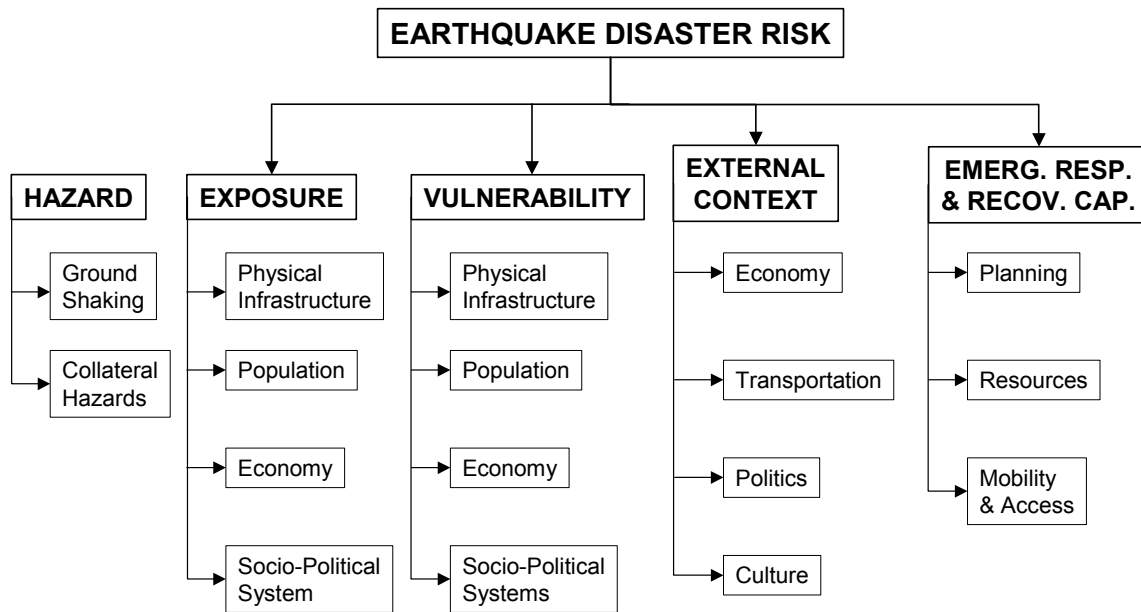 EARTHQUAKE DISASTER RISK
HAZARD
Ground
Shaking
Collateral
Hazards
EXPOSURE
Physical
Infrastructure
Population
Economy
Socio-Political
System
VULNERABILITY
Physical
Infrastructure
Population
Economy
Socio-Political
Systems
EXTERNAL
CONTEXT
Economy
Transportation
Politics
Culture
EMERG. RESP.
& RECOV. CAP.
Planning
Resources
Mobility
& Access